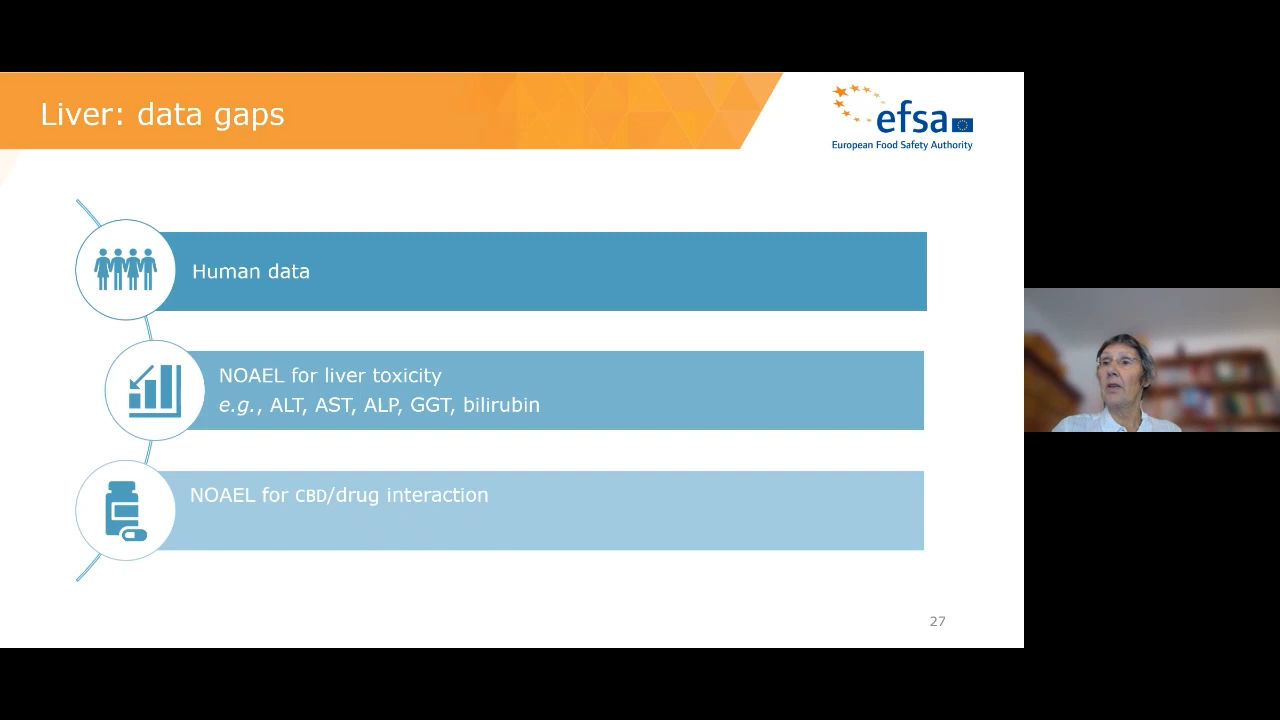 Liver: data gaps
efsa
European Food Safety Authority
Human data
NOAEL for liver toxicity
e.g., ALT, AST, ALP, GGT, bilirubin
NOAEL for CBD/drug interaction
27